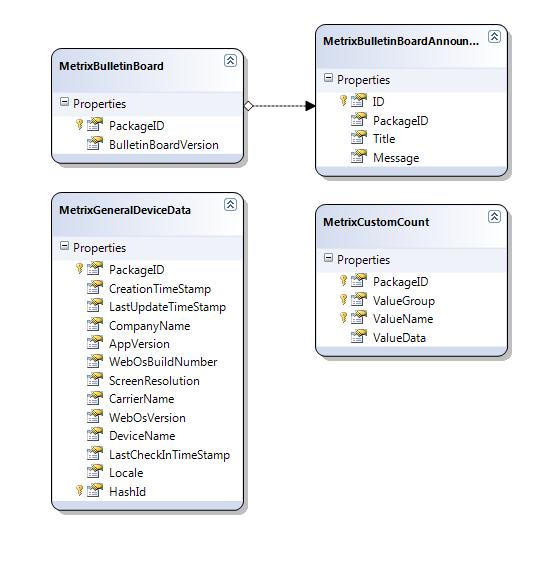 MetrixBulletinBoard
Properties
PackageID
BulletinBoardVersion
MetrixBulletinBoardAnnoun...
Properties
ID
PackageID
Title
Message
MetrixGeneralDeviceData
Properties
PackageID
CreationTimeStamp
LastUpdateTimeStamp
CompanyName
AppVersion
WebOsBuildNumber
ScreenResolution
CarrierName
WebOsVersion
DeviceName
LastCheckInTimeStamp
Locale
HashId
MetrixCustomCount
Properties
PackageID
ValueGroup
ValueName
ValueData